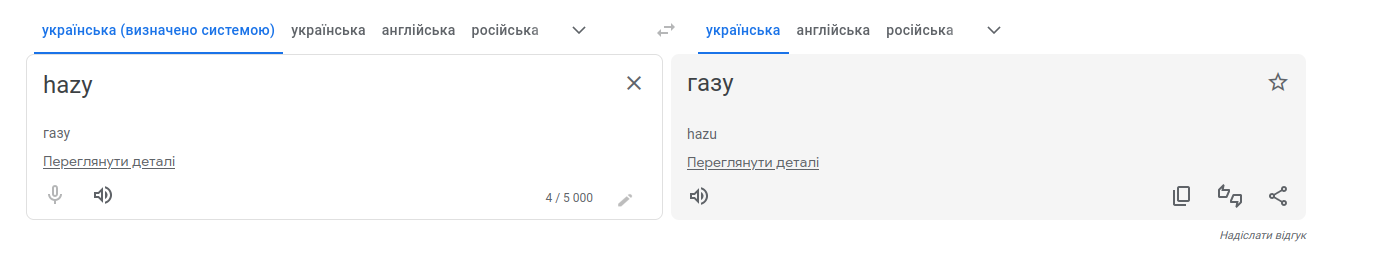 українська (визначено системою) українська англійська російська українська англійська російська
hazy газу
газу hazu
Переглянути деталі Переглянути деталі
4 / 5 000
Надіслати відгук